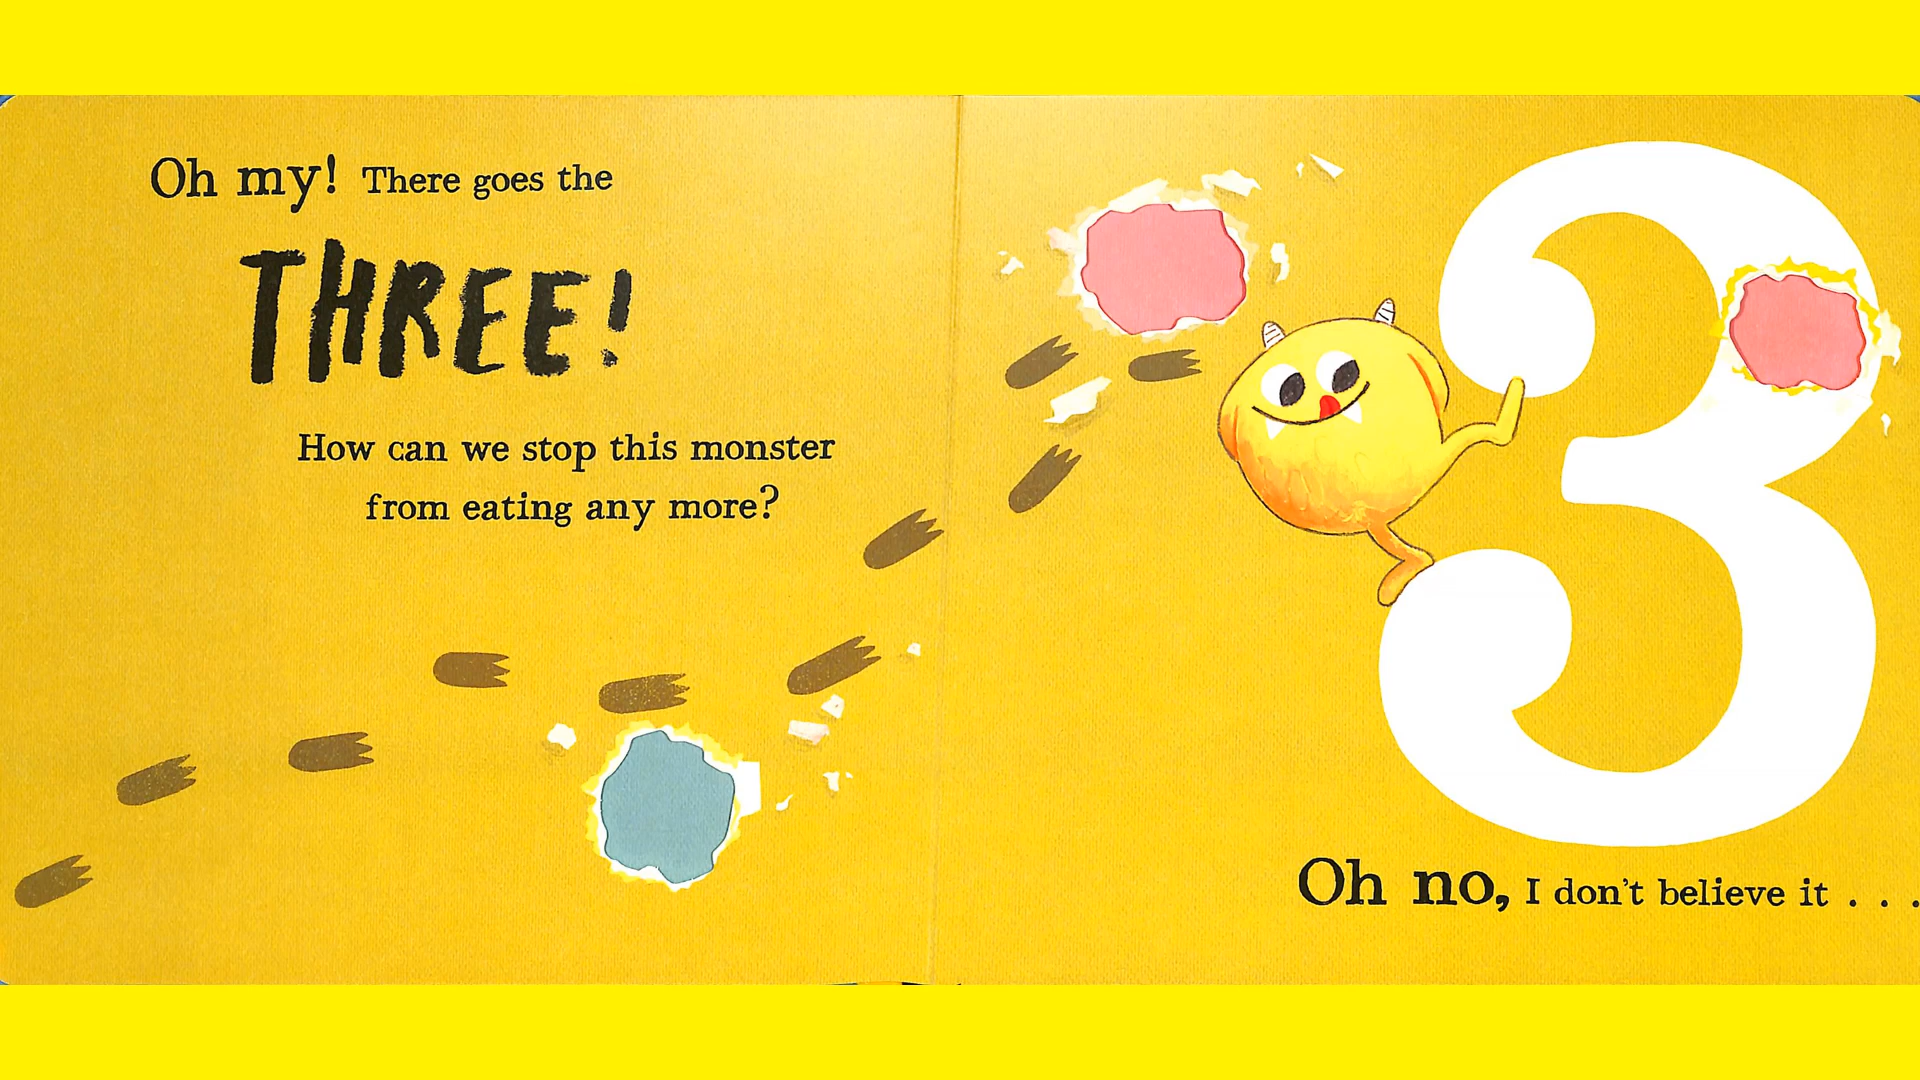 Oh my! There goes the
THREE!
How can we stop this monster
from eating any more?
3
Oh no, I don't believe it . . .